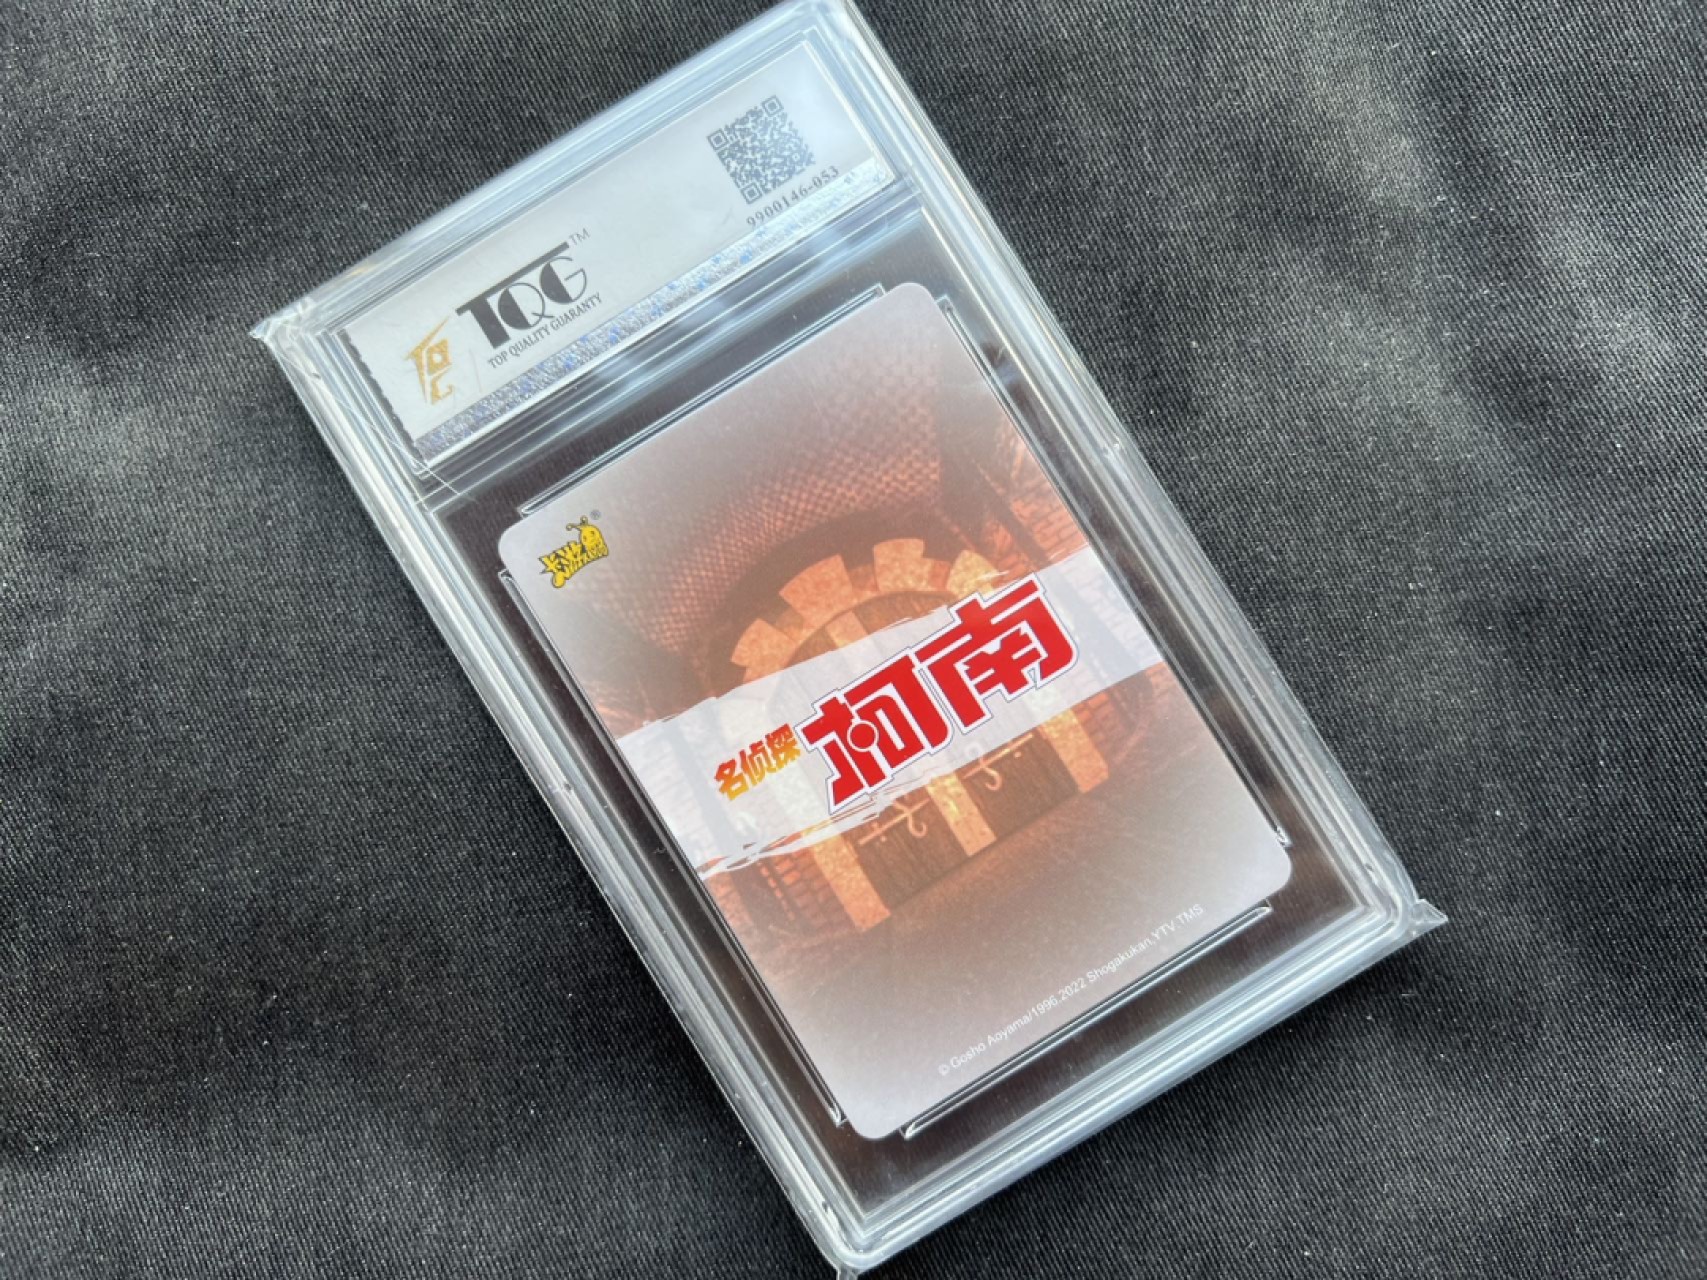 9900146-053
TQG™
TOP QUALITY GUARANTY
卡游®
名侦探
柯南
© Gosho Aoyama/1996.2022 Shogakukan,YTV.TMS